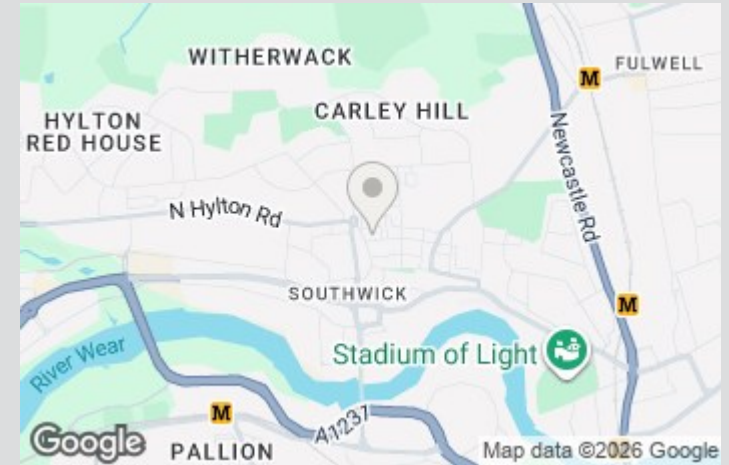 WITHERWACK
M
FULWELL
HYLTON
RED HOUSE
CARLEY HILL
Newcastle Rd
N Hylton Rd
SOUTHWICK
M
River Wear
Stadium of Light
M
A1231
PALLION
Google
Map data ©2026 Google